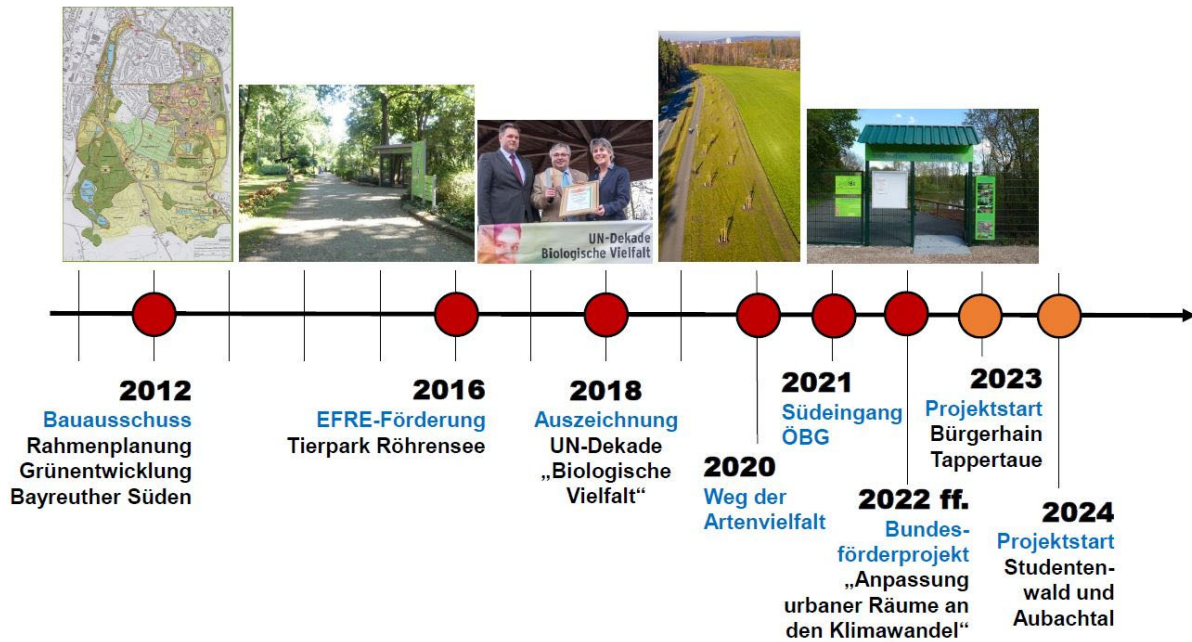 UN-Dekade
Biologische Vielfalt
2012
Bauausschuss
Rahmenplanung
Grünentwicklung
Bayreuther Süden
2016
EFRE-Förderung
Tierpark Röhrensee
2018
Auszeichnung
UN-Dekade
„Biologische
Vielfalt“
2020
Weg der
Artenvielfalt
2021
Südeingang
ÖBG
2022 ff.
Bundes-
förderprojekt
„Anpassung
urbaner Räume an
den Klimawandel“
2023
Projektstart
Bürgerhain
Tappertaue
2024
Projektstart
Studenten-
wald und
Aubachtal